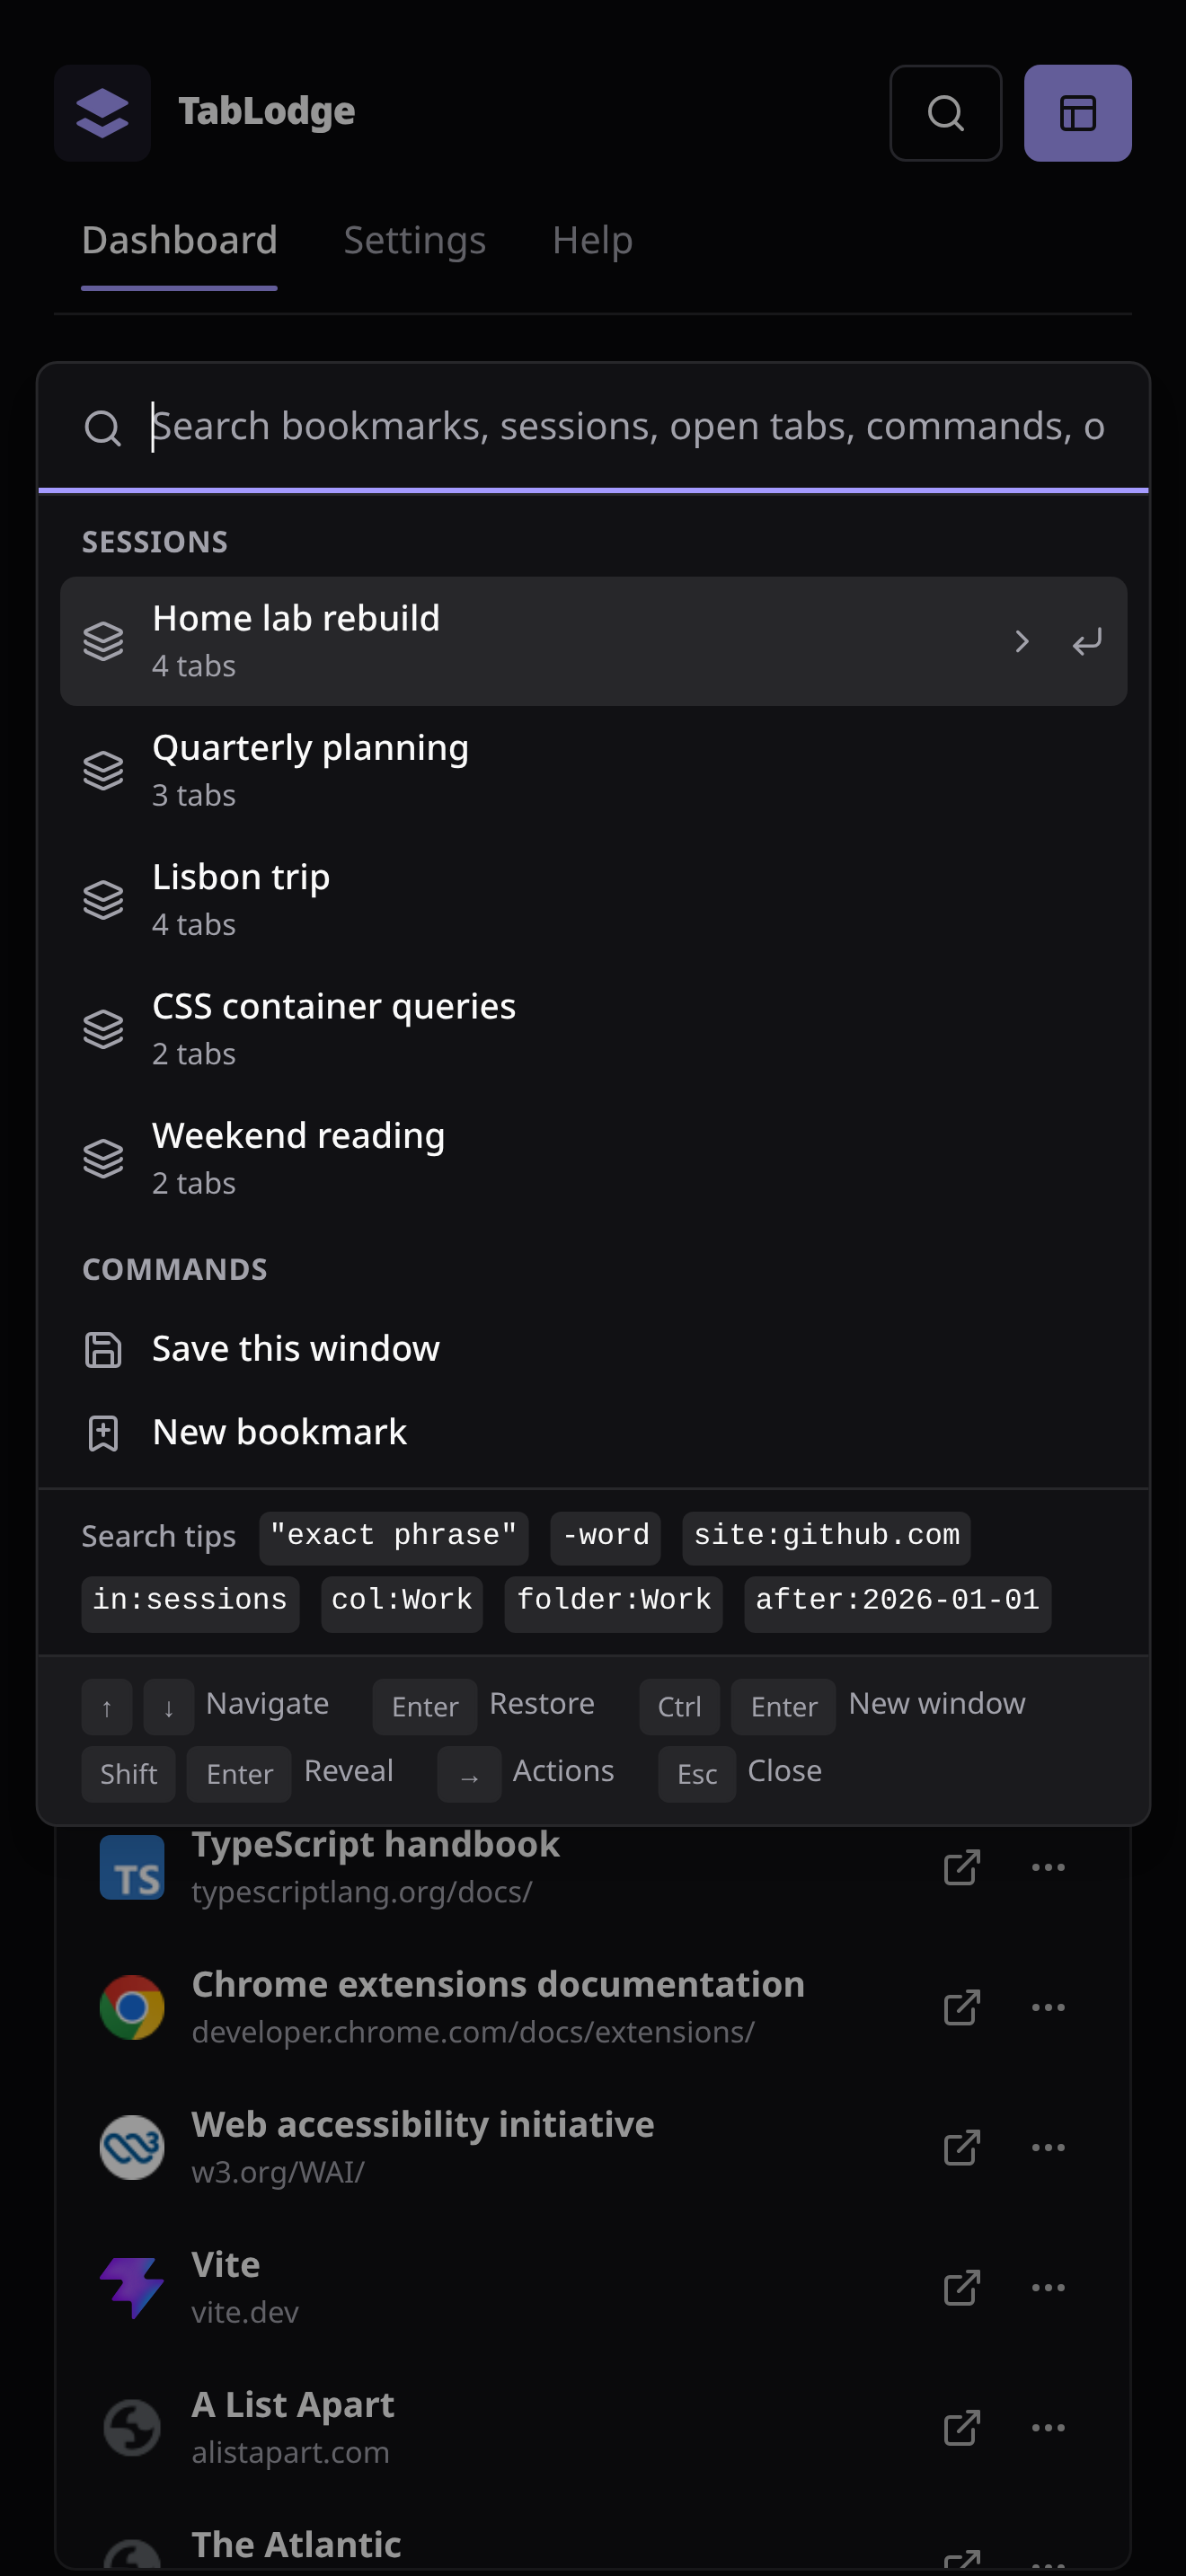 TabLodge
Dashboard Settings Help
Search bookmarks, sessions, open tabs, commands, o
SESSIONS
Home lab rebuild
4 tabs
Quarterly planning
3 tabs
Lisbon trip
4 tabs
CSS container queries
2 tabs
Weekend reading
2 tabs
COMMANDS
Save this window
New bookmark
Search tips "exact phrase" -word site:github.com
in:sessions col:Work folder:Work after:2026-01-01
↑ ↓ Navigate Enter Restore Ctrl Enter New window
Shift Enter Reveal → Actions Esc Close
TS
TypeScript handbook
typescriptlang.org/docs/
Chrome extensions documentation
developer.chrome.com/docs/extensions/
Web accessibility initiative
w3.org/WAI/
Vite
vite.dev
A List Apart
alistapart.com
The Atlantic